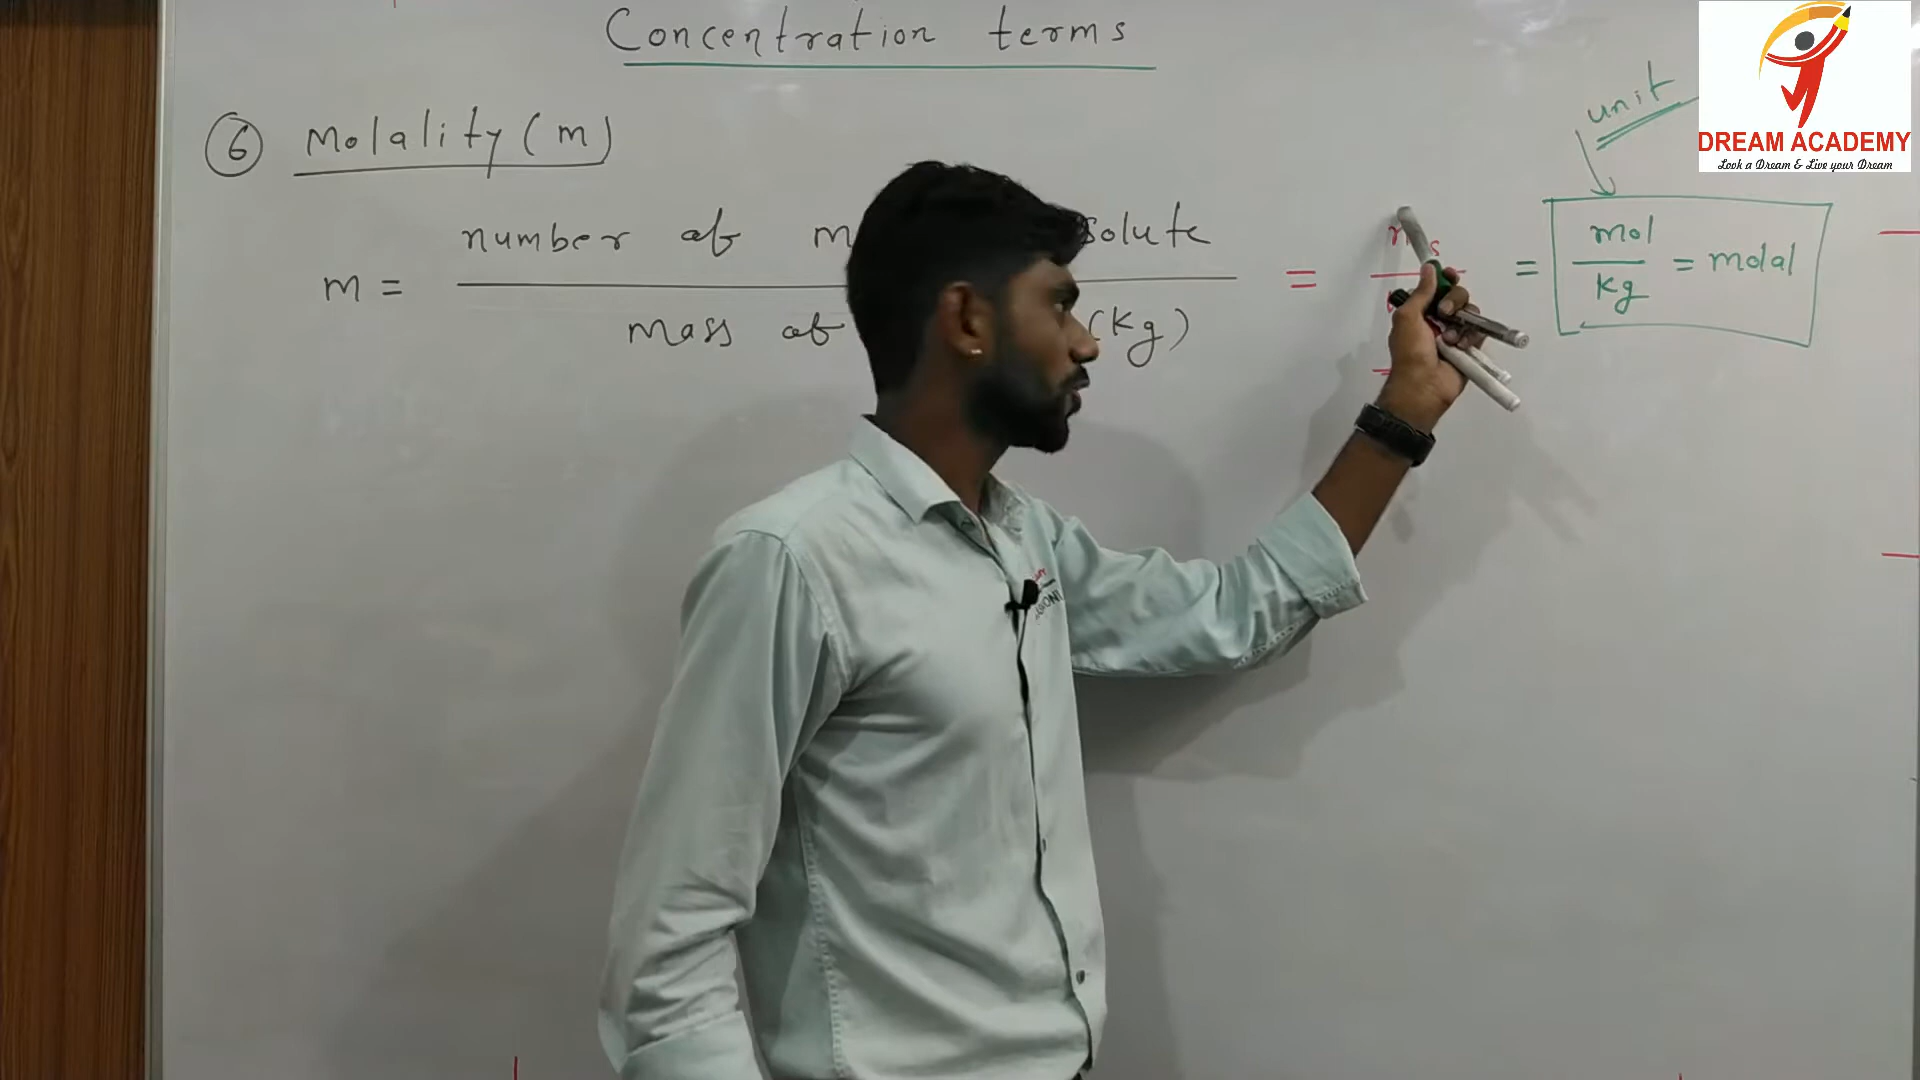 Concentration terms
unit
DREAM ACADEMY
Look a Dream & Live your Dream
⑥ Molality (m)
m = number of solute = = mol / kg = molal
mass of (kg)